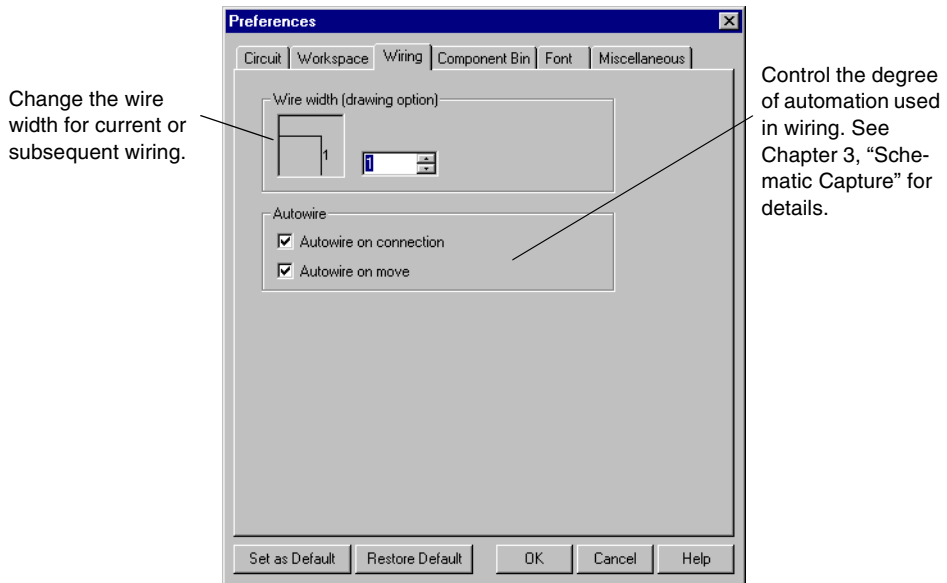 Preferences
Circuit Workspace Wiring Component Bin Font Miscellaneous
Change the wire
width for current or
subsequent wiring.
Wire width (drawing option)
1
1
Autowire
Autowire on connection
Autowire on move
Control the degree
of automation used
in wiring. See
Chapter 3, “Sche-
matic Capture” for
details.
Set as Default Restore Default OK Cancel Help